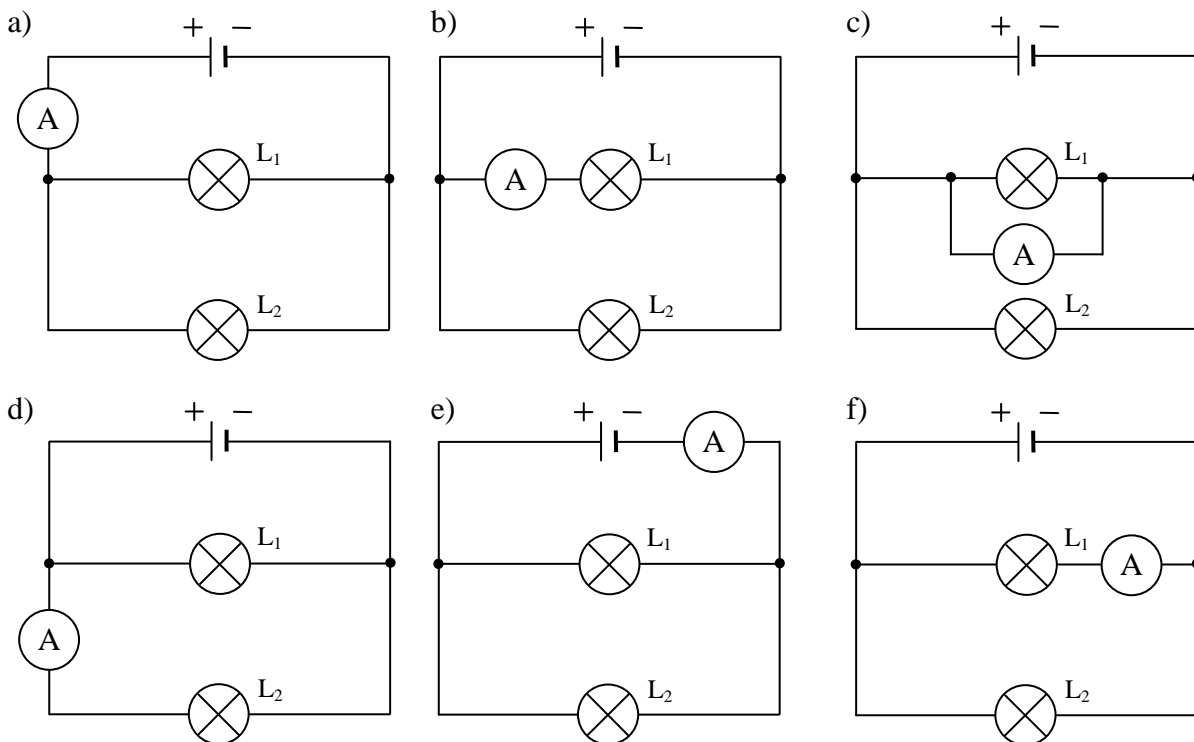 a)
+ −
A
L₁
L₂
b)
+ −
A
L₁
L₂
c)
+ −
L₁
A
L₂
d)
+ −
L₁
A
L₂
e)
+ −
A
L₁
L₂
f)
+ −
L₁
A
L₂